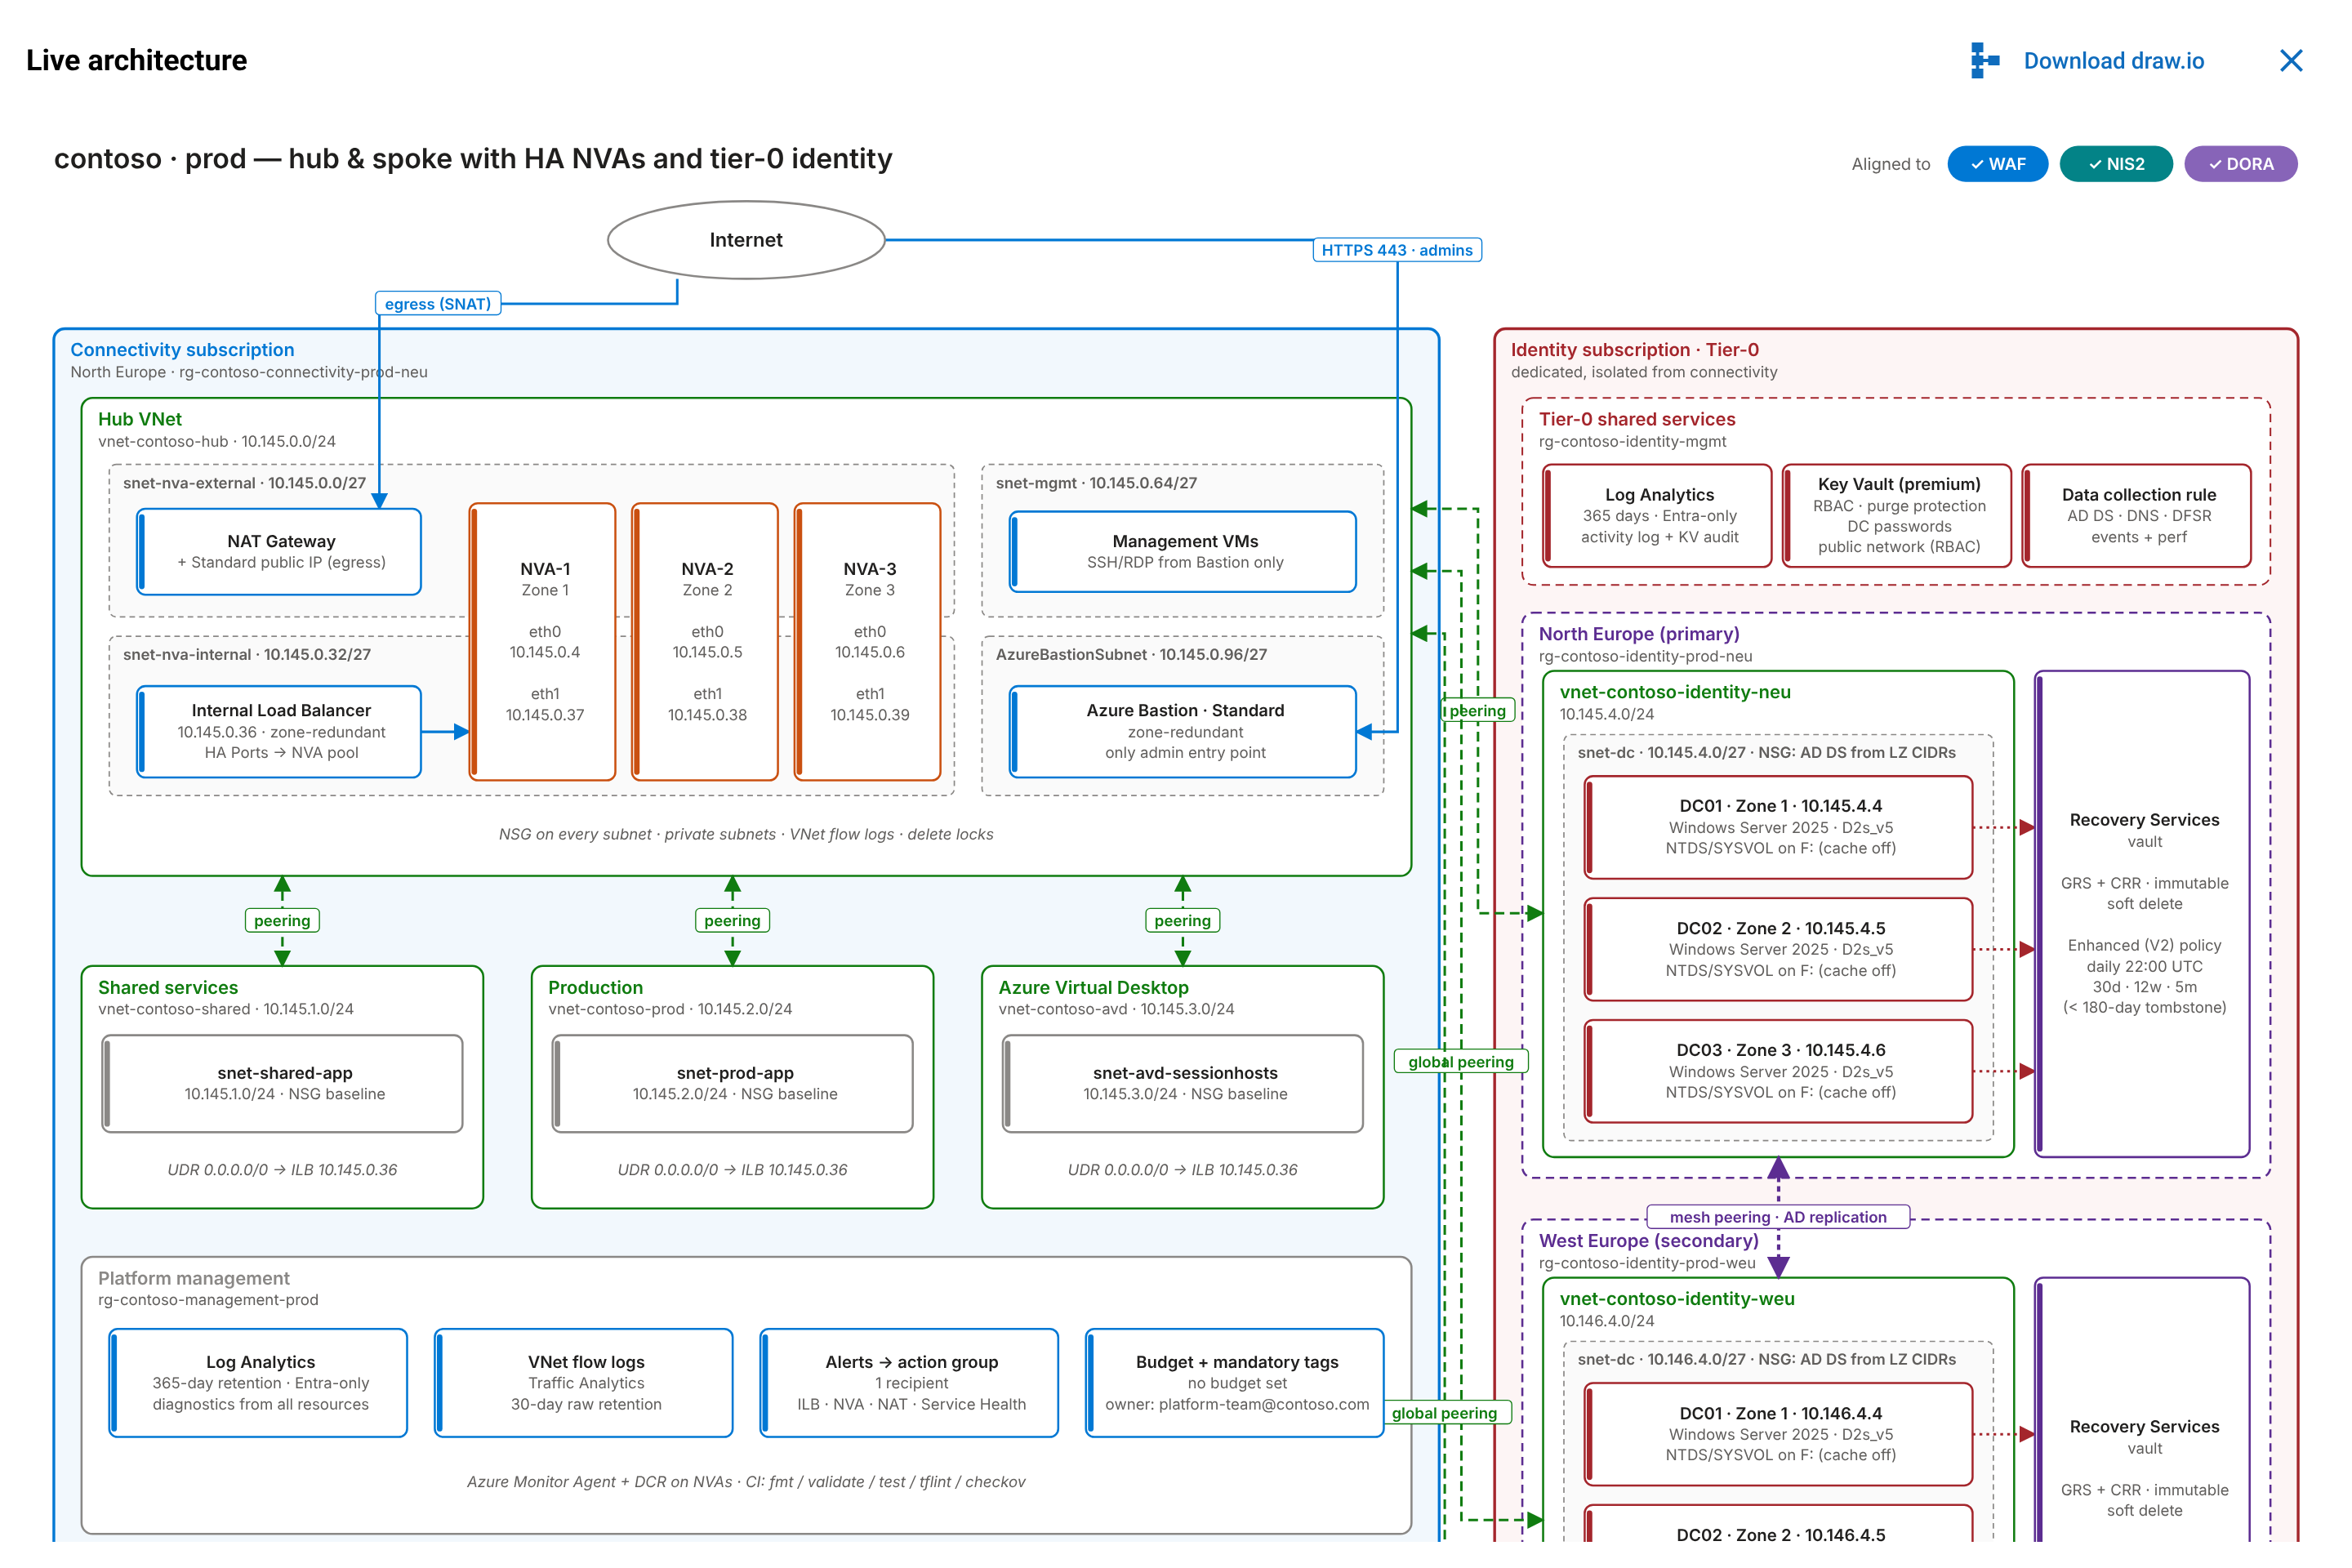 Live architecture
Download draw.io
contoso · prod — hub & spoke with HA NVAs and tier-0 identity
Aligned to
✓ WAF
✓ NIS2
✓ DORA
Internet
HTTPS 443 · admins
egress (SNAT)
Connectivity subscription
North Europe · rg-contoso-connectivity-prod-neu
Hub VNet
vnet-contoso-hub · 10.145.0.0/24
snet-nva-external · 10.145.0.0/27
NAT Gateway
+ Standard public IP (egress)
snet-nva-internal · 10.145.0.32/27
Internal Load Balancer
10.145.0.36 · zone-redundant
HA Ports → NVA pool
NVA-1
Zone 1
eth0
10.145.0.4
eth1
10.145.0.37
NVA-2
Zone 2
eth0
10.145.0.5
eth1
10.145.0.38
NVA-3
Zone 3
eth0
10.145.0.6
eth1
10.145.0.39
snet-mgmt · 10.145.0.64/27
Management VMs
SSH/RDP from Bastion only
AzureBastionSubnet · 10.145.0.96/27
Azure Bastion · Standard
zone-redundant
only admin entry point
NSG on every subnet · private subnets · VNet flow logs · delete locks
peering
peering
peering
Shared services
vnet-contoso-shared · 10.145.1.0/24
snet-shared-app
10.145.1.0/24 · NSG baseline
UDR 0.0.0.0/0 → ILB 10.145.0.36
Production
vnet-contoso-prod · 10.145.2.0/24
snet-prod-app
10.145.2.0/24 · NSG baseline
UDR 0.0.0.0/0 → ILB 10.145.0.36
Azure Virtual Desktop
vnet-contoso-avd · 10.145.3.0/24
snet-avd-sessionhosts
10.145.3.0/24 · NSG baseline
UDR 0.0.0.0/0 → ILB 10.145.0.36
Platform management
rg-contoso-management-prod
Log Analytics
365-day retention · Entra-only
diagnostics from all resources
VNet flow logs
Traffic Analytics
30-day raw retention
Alerts → action group
1 recipient
ILB · NVA · NAT · Service Health
Budget + mandatory tags
no budget set
owner: platform-team@contoso.com
Azure Monitor Agent + DCR on NVAs · CI: fmt / validate / test / tflint / checkov
peering
global peering
global peering
Identity subscription · Tier-0
dedicated, isolated from connectivity
Tier-0 shared services
rg-contoso-identity-mgmt
Log Analytics
365 days · Entra-only
activity log + KV audit
Key Vault (premium)
RBAC · purge protection
DC passwords
public network (RBAC)
Data collection rule
AD DS · DNS · DFSR
events + perf
North Europe (primary)
rg-contoso-identity-prod-neu
vnet-contoso-identity-neu
10.145.4.0/24
snet-dc · 10.145.4.0/27 · NSG: AD DS from LZ CIDRs
DC01 · Zone 1 · 10.145.4.4
Windows Server 2025 · D2s_v5
NTDS/SYSVOL on F: (cache off)
DC02 · Zone 2 · 10.145.4.5
Windows Server 2025 · D2s_v5
NTDS/SYSVOL on F: (cache off)
DC03 · Zone 3 · 10.145.4.6
Windows Server 2025 · D2s_v5
NTDS/SYSVOL on F: (cache off)
Recovery Services
vault
GRS + CRR · immutable
soft delete
Enhanced (V2) policy
daily 22:00 UTC
30d · 12w · 5m
(< 180-day tombstone)
mesh peering · AD replication
West Europe (secondary)
rg-contoso-identity-prod-weu
vnet-contoso-identity-weu
10.146.4.0/24
snet-dc · 10.146.4.0/27 · NSG: AD DS from LZ CIDRs
DC01 · Zone 1 · 10.146.4.4
Windows Server 2025 · D2s_v5
NTDS/SYSVOL on F: (cache off)
DC02 · Zone 2 · 10.146.4.5
Recovery Services
vault
GRS + CRR · immutable
soft delete